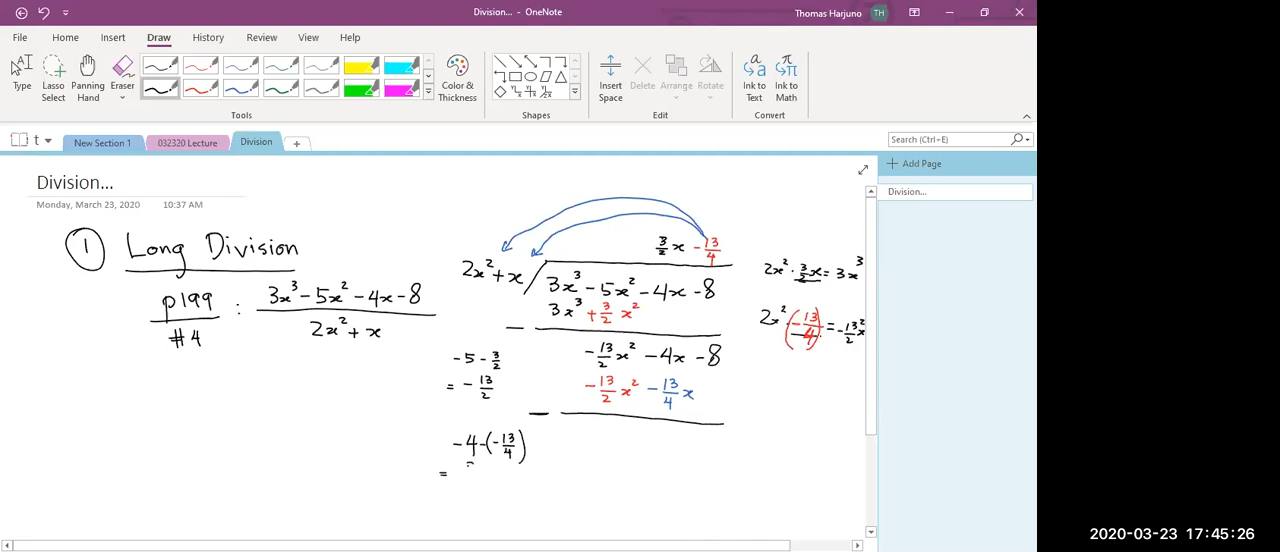 Division... - OneNote
Thomas Harjuno TH
File Home Insert Draw History Review View Help
Type Lasso Select Panning Hand Eraser Color & Thickness Insert Space Delete Arrange Rotate Ink to Text Ink to Math
Tools Shapes Edit Convert
t New Section 1 032320 Lecture Division + Search (Ctrl+E)
Add Page
Division...
Division...
Monday, March 23, 2020 10:37 AM
① Long Division
p199 #4 : (3x³ - 5x² - 4x - 8) / (2x² + x)
3/2 x - 13/4
2x² + x
3x³ - 5x² - 4x - 8
3x³ + 3/2 x²
-
-13/2 x² - 4x - 8
-13/2 x² - 13/4 x
-
-5 - 3/2
= -13/2
-4 - (-13/4)
=
2x² · 3/2 x = 3x³
2x² · (-13/4) = -13/2 x²
2020-03-23 17:45:26